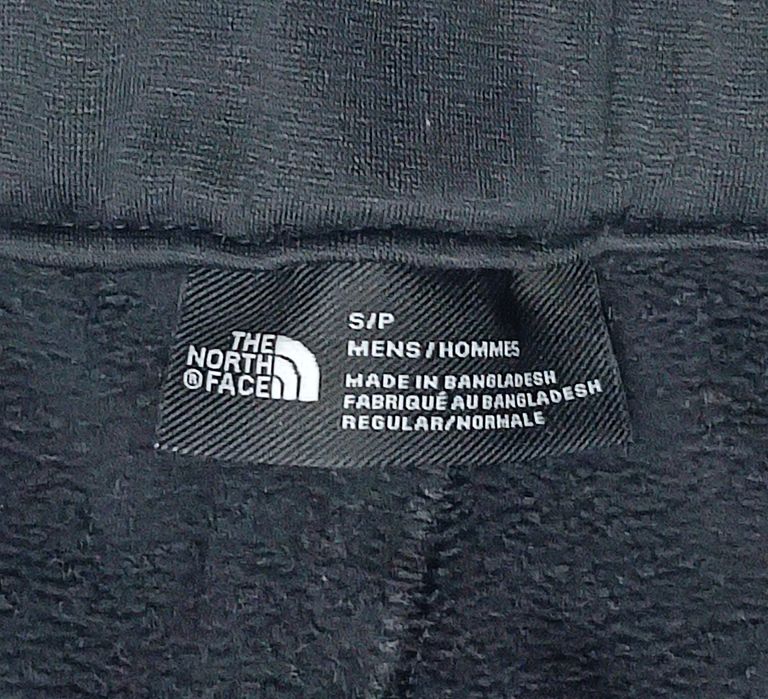 THE
NORTH
®FACE
S/P
MENS/HOMMES
MADE IN BANGLADESH
FABRIQUÉ AU BANGLADESH
REGULAR/NORMALE